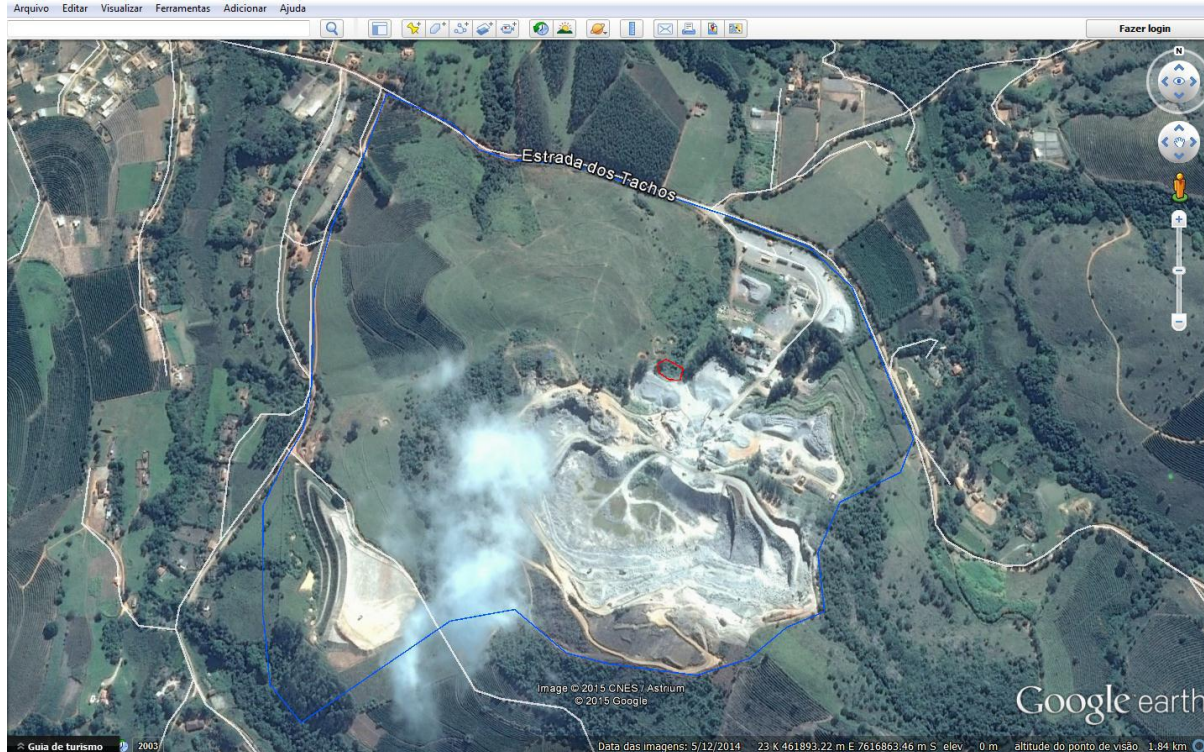 Arquivo Editar Visualizar Ferramentas Adicionar Ajuda
Fazer login
N
Estrada dos Tachos
Image © 2015 CNES / Astrium
© 2015 Google
Google earth
Guia de turismo 2003 Data das imagens: 5/12/2014 23 K 461893.22 m E 7616863.46 m S elev 0 m altitude do ponto de visão 1.84 km